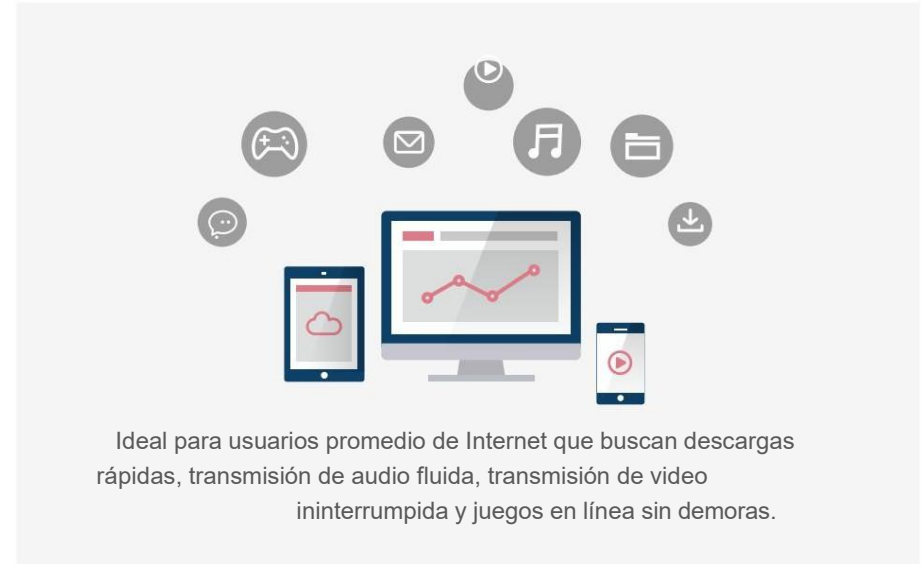 Ideal para usuarios promedio de Internet que buscan descargas
rápidas, transmisión de audio fluida, transmisión de video
ininterrumpida y juegos en línea sin demoras.